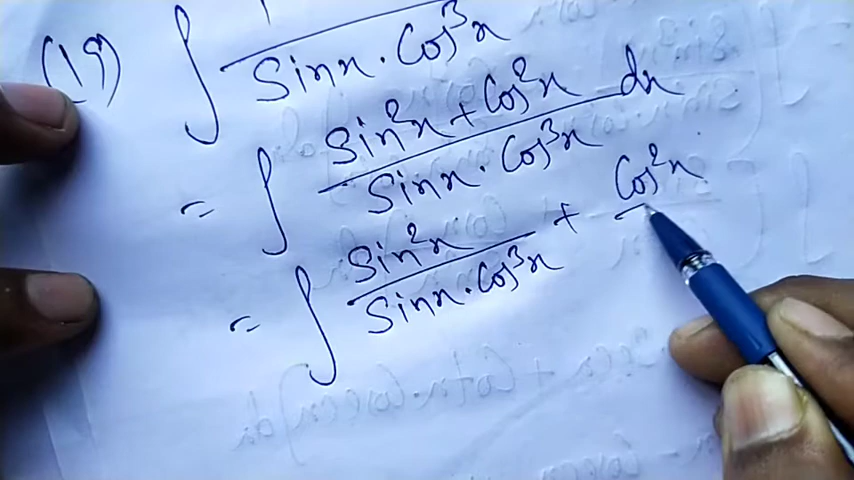 (19) ∫ 1 / Sinx . Cos³x
= ∫ Sin²x + Cos²x / Sinx . Cos³x dx
= ∫ Sin²x / Sinx . Cos³x + Cos²x